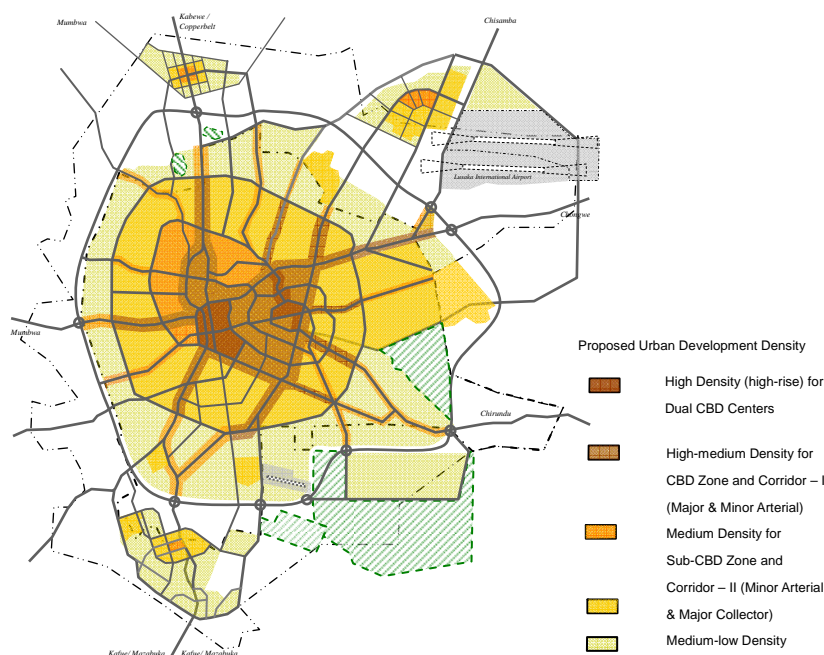 Kabewe /
Copperbelt
Mumbwa
Chisamba
Lusaka International Airport
Chongwe
Mumbwa
Chirundu
Kafue/ Mazabuka
Kafue/ Mazabuka
Proposed Urban Development Density
High Density (high-rise) for
Dual CBD Centers
High-medium Density for
CBD Zone and Corridor – I
(Major & Minor Arterial)
Medium Density for
Sub-CBD Zone and
Corridor – II (Minor Arterial
& Major Collector)
Medium-low Density